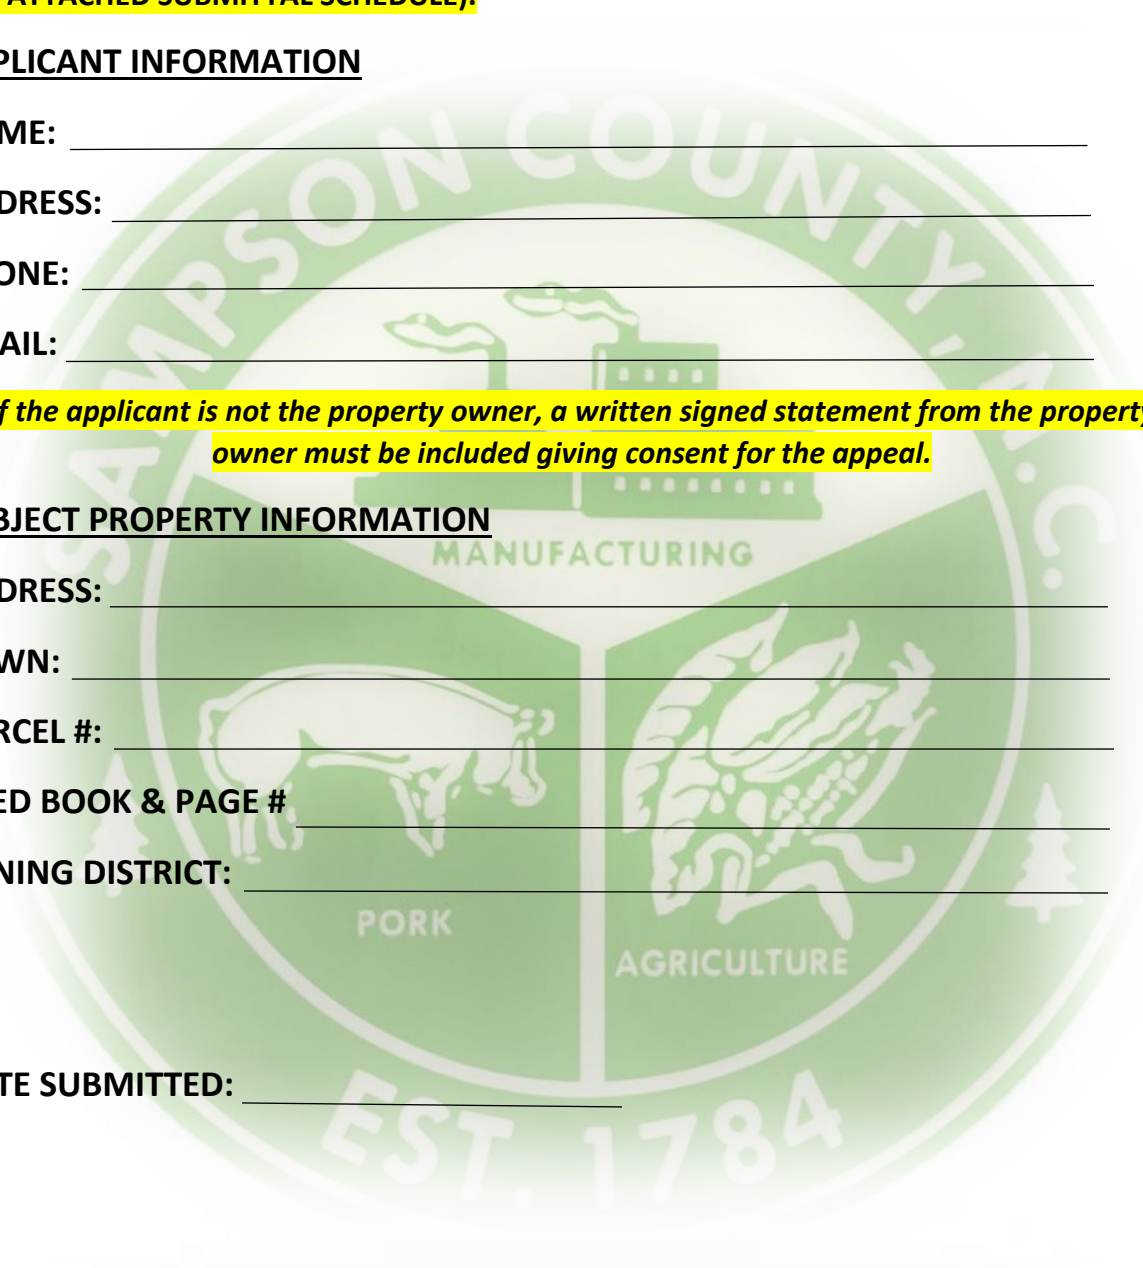 ATTACHED SUBMITTAL SCHEDULE).
PLICANT INFORMATION
ME:
DRESS:
ONE:
AIL:
f the applicant is not the property owner, a written signed statement from the property
owner must be included giving consent for the appeal.
BJECT PROPERTY INFORMATION
DRESS:
WN:
RCEL #:
ED BOOK & PAGE #
NING DISTRICT:
TE SUBMITTED:
SAMPSON COUNTY, N.C.
MANUFACTURING
PORK
AGRICULTURE
EST. 1784